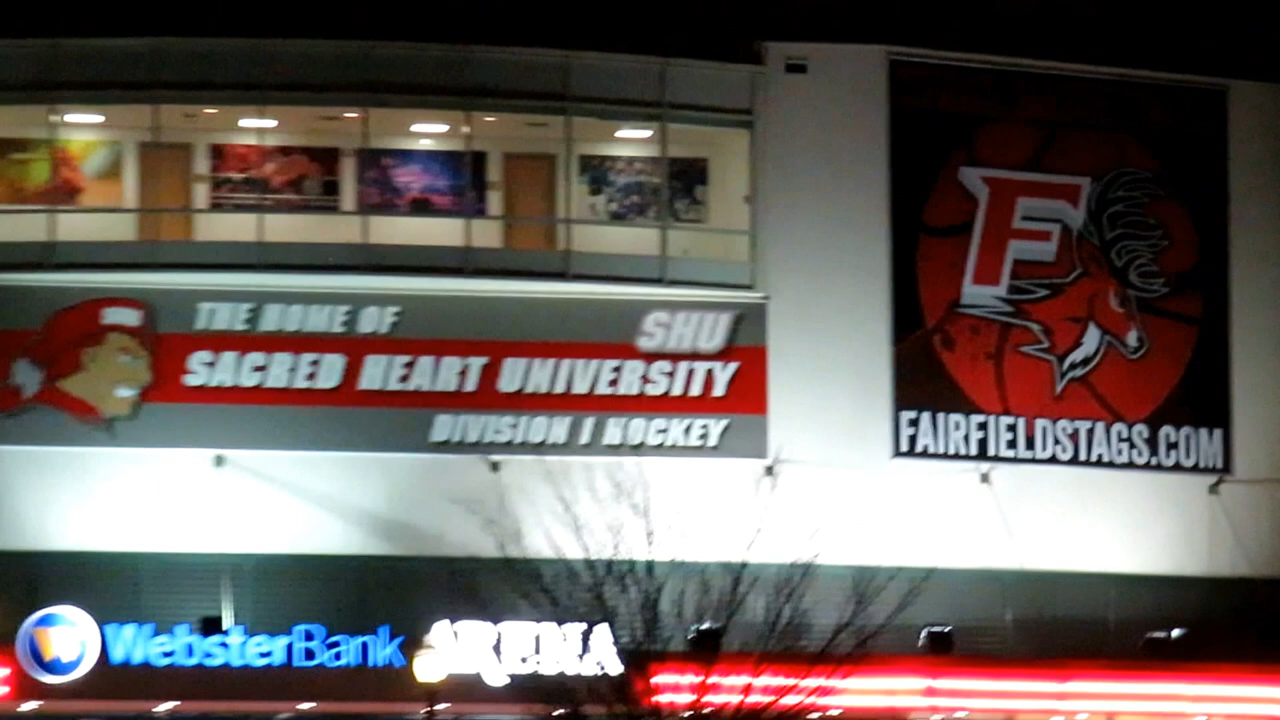 THE HOME OF
SHU
SACRED HEART UNIVERSITY
DIVISION I HOCKEY
F
FAIRFIELDSTAGS.COM
W WebsterBank ARENA